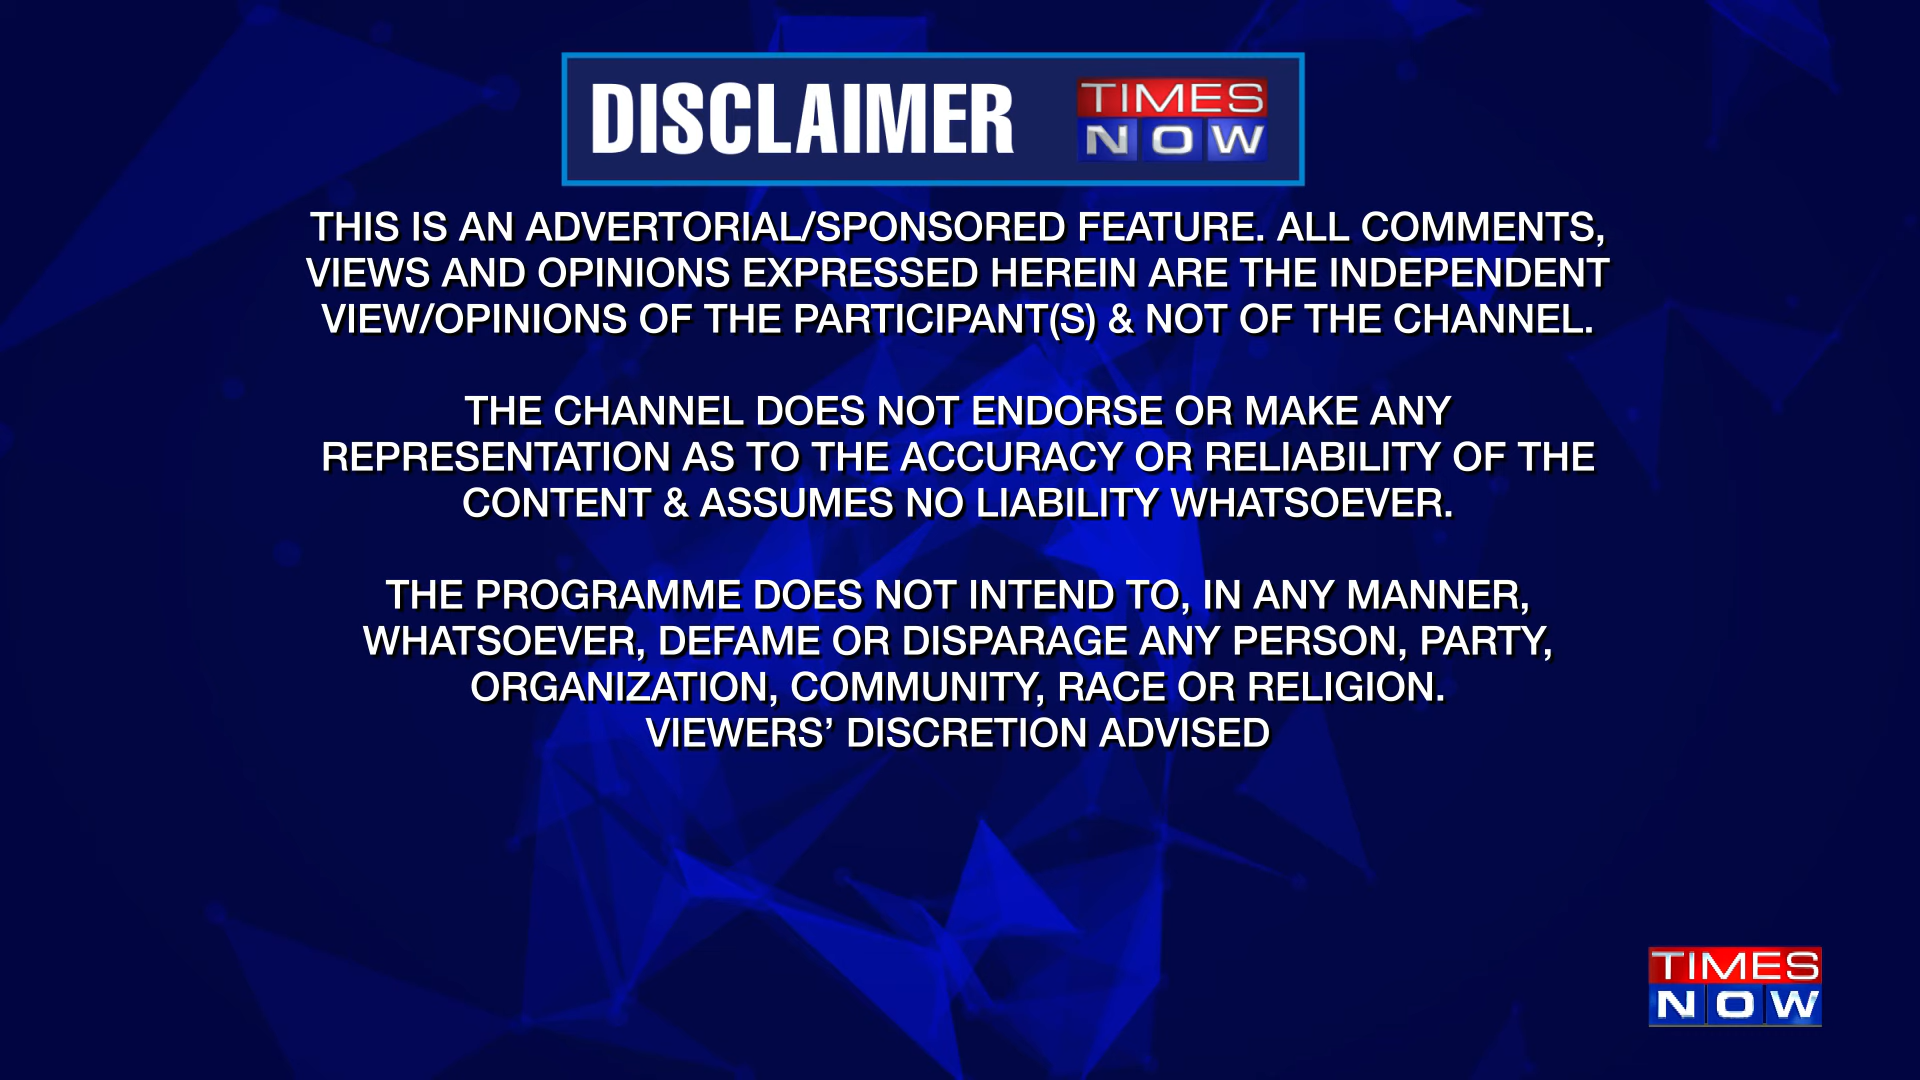 DISCLAIMER
TIMES
NOW
THIS IS AN ADVERTORIAL/SPONSORED FEATURE. ALL COMMENTS,
VIEWS AND OPINIONS EXPRESSED HEREIN ARE THE INDEPENDENT
VIEW/OPINIONS OF THE PARTICIPANT(S) & NOT OF THE CHANNEL.
THE CHANNEL DOES NOT ENDORSE OR MAKE ANY
REPRESENTATION AS TO THE ACCURACY OR RELIABILITY OF THE
CONTENT & ASSUMES NO LIABILITY WHATSOEVER.
THE PROGRAMME DOES NOT INTEND TO, IN ANY MANNER,
WHATSOEVER, DEFAME OR DISPARAGE ANY PERSON, PARTY,
ORGANIZATION, COMMUNITY, RACE OR RELIGION.
VIEWERS’ DISCRETION ADVISED
TIMES
NOW